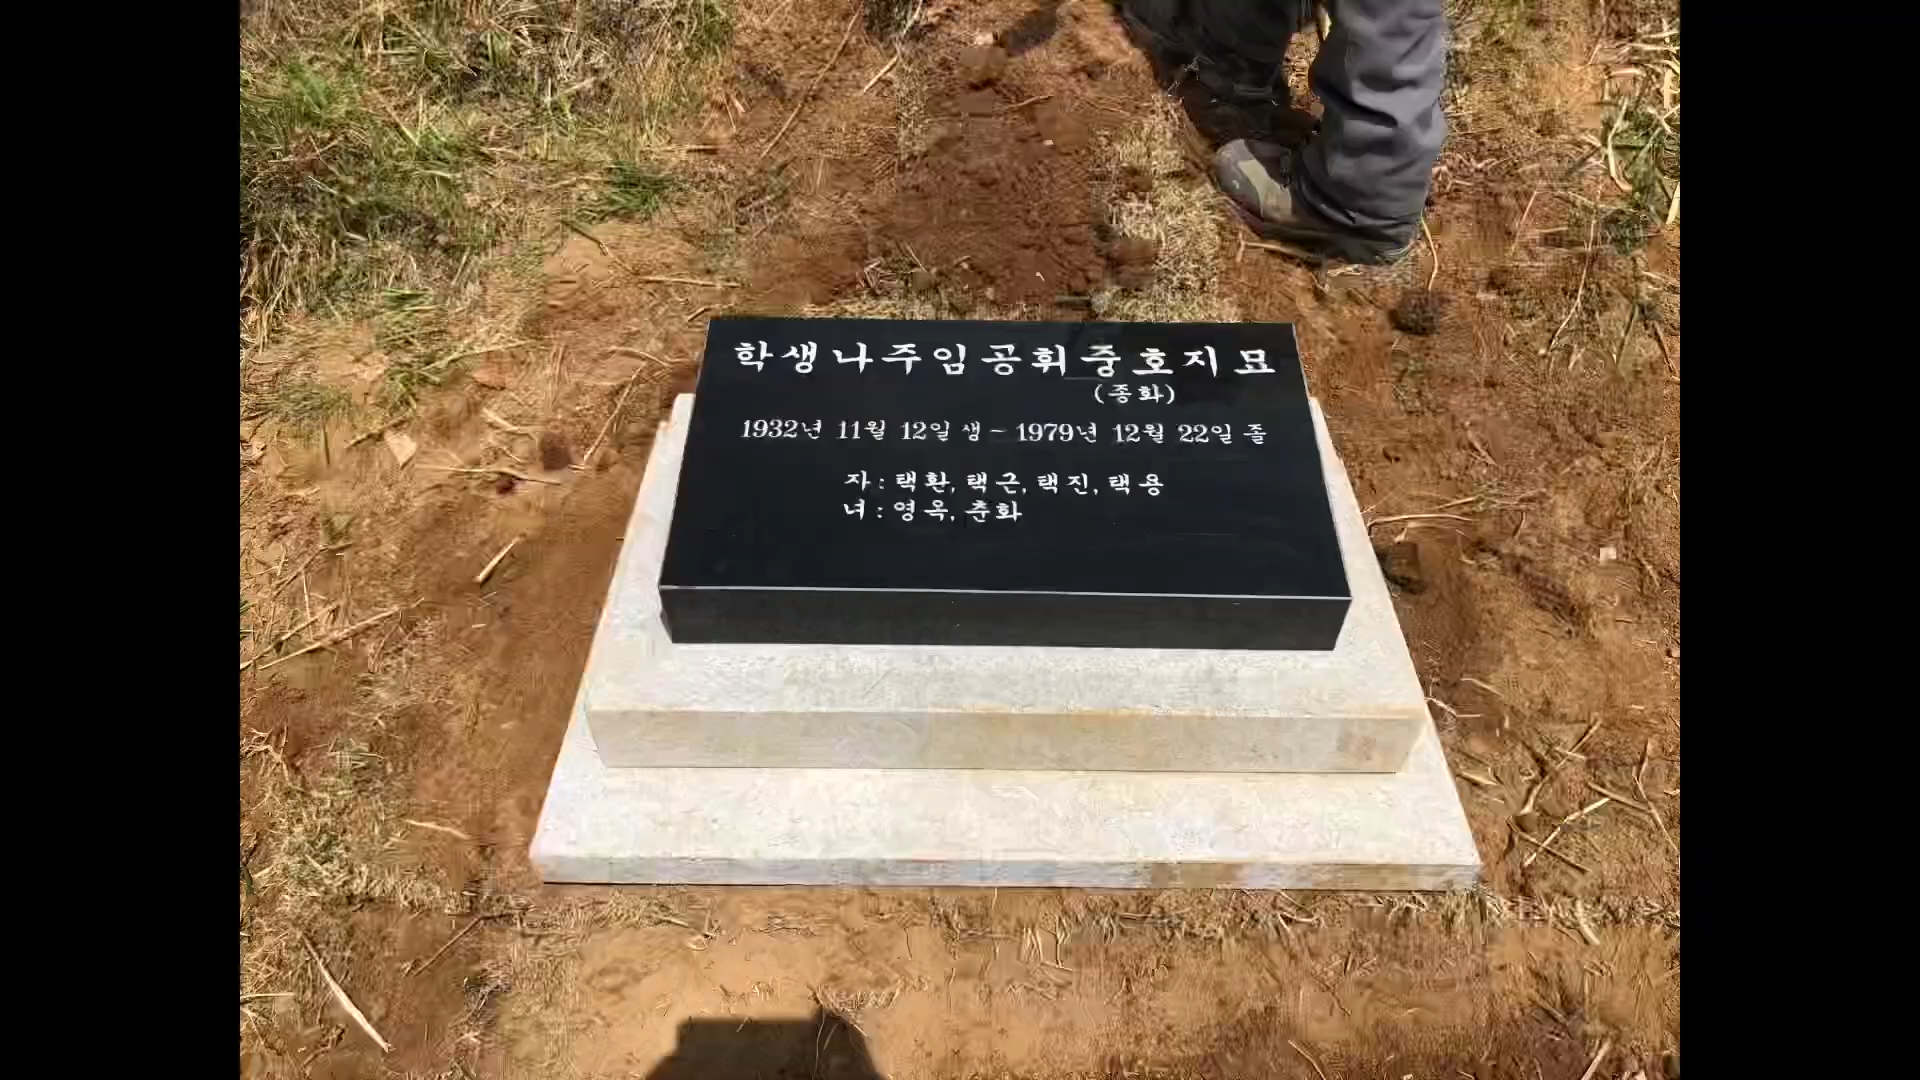 학생나주임공휘중호지묘
(종화)
1932년 11월 12일 생 - 1979년 12월 22일 졸
자 : 택환, 택근, 택진, 택용
녀 : 영옥, 춘화